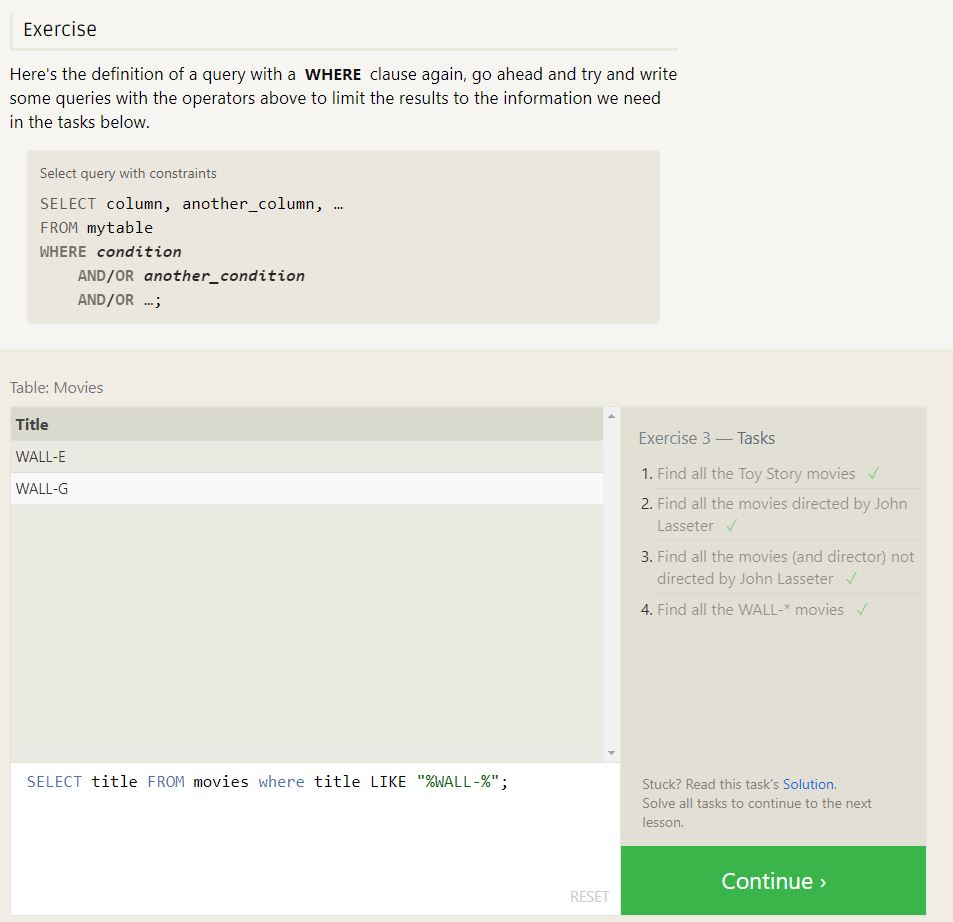 Exercise
Here's the definition of a query with a WHERE clause again, go ahead and try and write
some queries with the operators above to limit the results to the information we need
in the tasks below.
Select query with constraints
SELECT column, another_column, …
FROM mytable
WHERE condition
AND/OR another_condition
AND/OR …;
Table: Movies
Title
WALL-E
WALL-G
SELECT title FROM movies where title LIKE "%WALL-%";
RESET
Exercise 3 — Tasks
1. Find all the Toy Story movies ✓
2. Find all the movies directed by John
Lasseter ✓
3. Find all the movies (and director) not
directed by John Lasseter ✓
4. Find all the WALL-* movies ✓
Stuck? Read this task's Solution.
Solve all tasks to continue to the next
lesson.
Continue ›